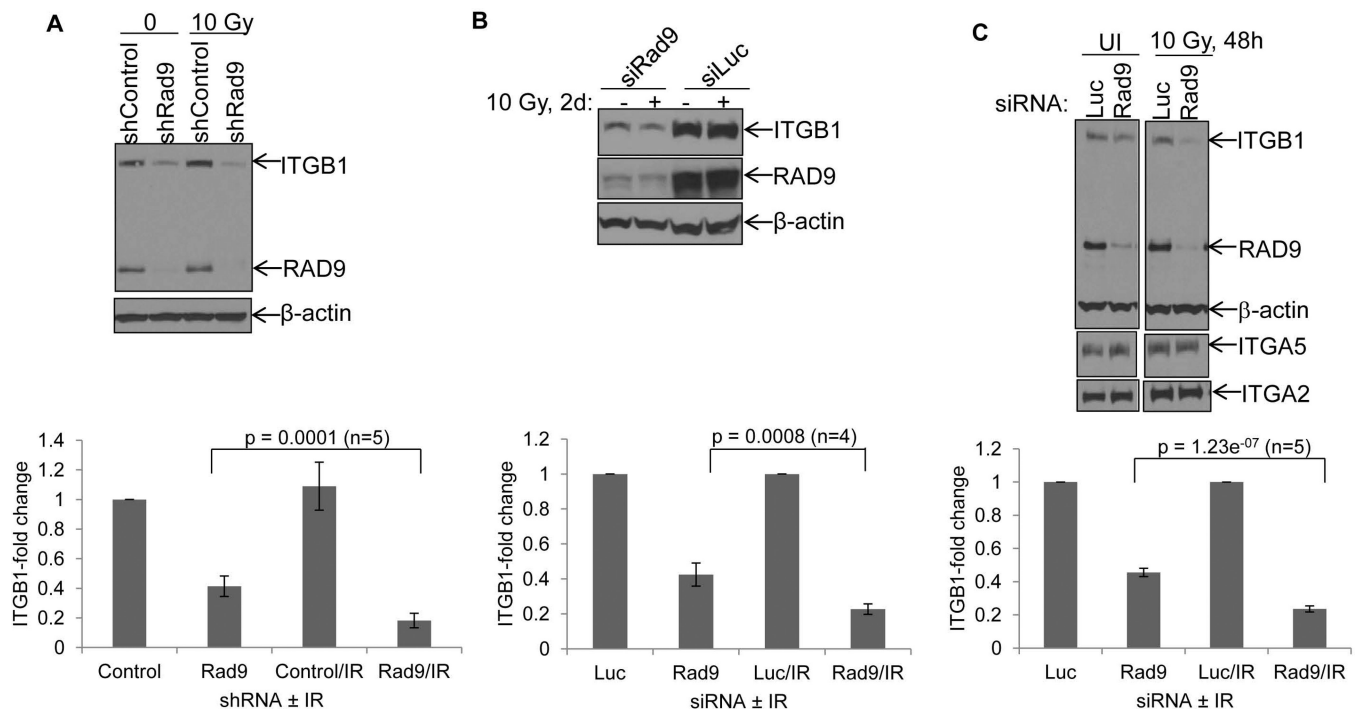 A
0 10 Gy
shControl
shRad9
shControl
shRad9
ITGB1
RAD9
β-actin
1.4
1.2
1
0.8
0.6
0.4
0.2
0
ITGB1-fold change
p = 0.0001 (n=5)
Control Rad9 Control/IR Rad9/IR
shRNA ± IR
B
siRad9 siLuc
10 Gy, 2d: - + - +
ITGB1
RAD9
β-actin
1.2
1
0.8
0.6
0.4
0.2
0
ITGB1-fold change
p = 0.0008 (n=4)
Luc Rad9 Luc/IR Rad9/IR
siRNA ± IR
C
UI 10 Gy, 48h
siRNA: Luc Rad9 Luc Rad9
ITGB1
RAD9
β-actin
ITGA5
ITGA2
1.2
1
0.8
0.6
0.4
0.2
0
ITGB1-fold change
p = 1.23e⁻⁰⁷ (n=5)
Luc Rad9 Luc/IR Rad9/IR
siRNA ± IR